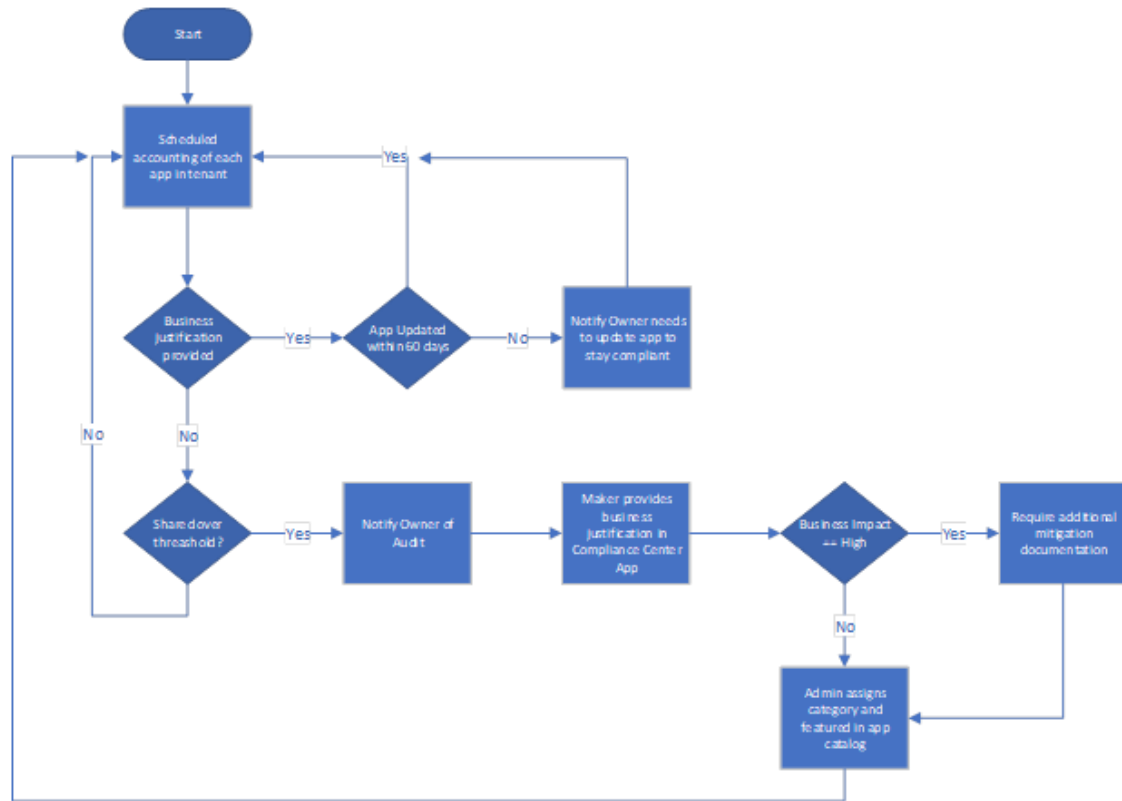 Start
Scheduled
accounting of each
app in tenant
Yes
Business
justification
provided
Yes
App Updated
within 60 days
No
Notify Owner needs
to update app to
stay compliant
No
No
Shared over
threashold?
Yes
Notify Owner of
Audit
Maker provides
business
justification in
Compliance Center
App
Business Impact
== High
Yes
Require additional
mitigation
documentation
No
Admin assigns
category and
featured in app
catalog